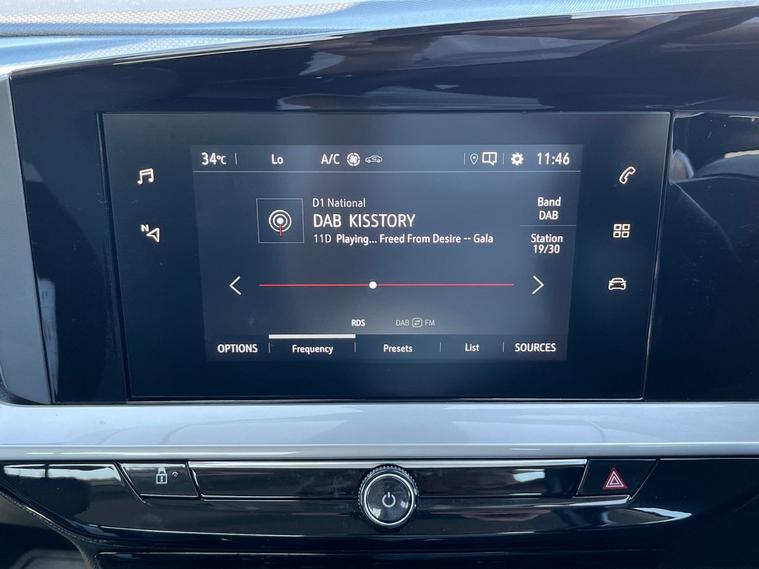 34°C Lo A/C 11:46
D1 National
DAB KISSTORY
11D Playing... Freed From Desire -- Gala
Band
DAB
Station
19/30
N
RDS DAB FM
OPTIONS Frequency Presets List SOURCES